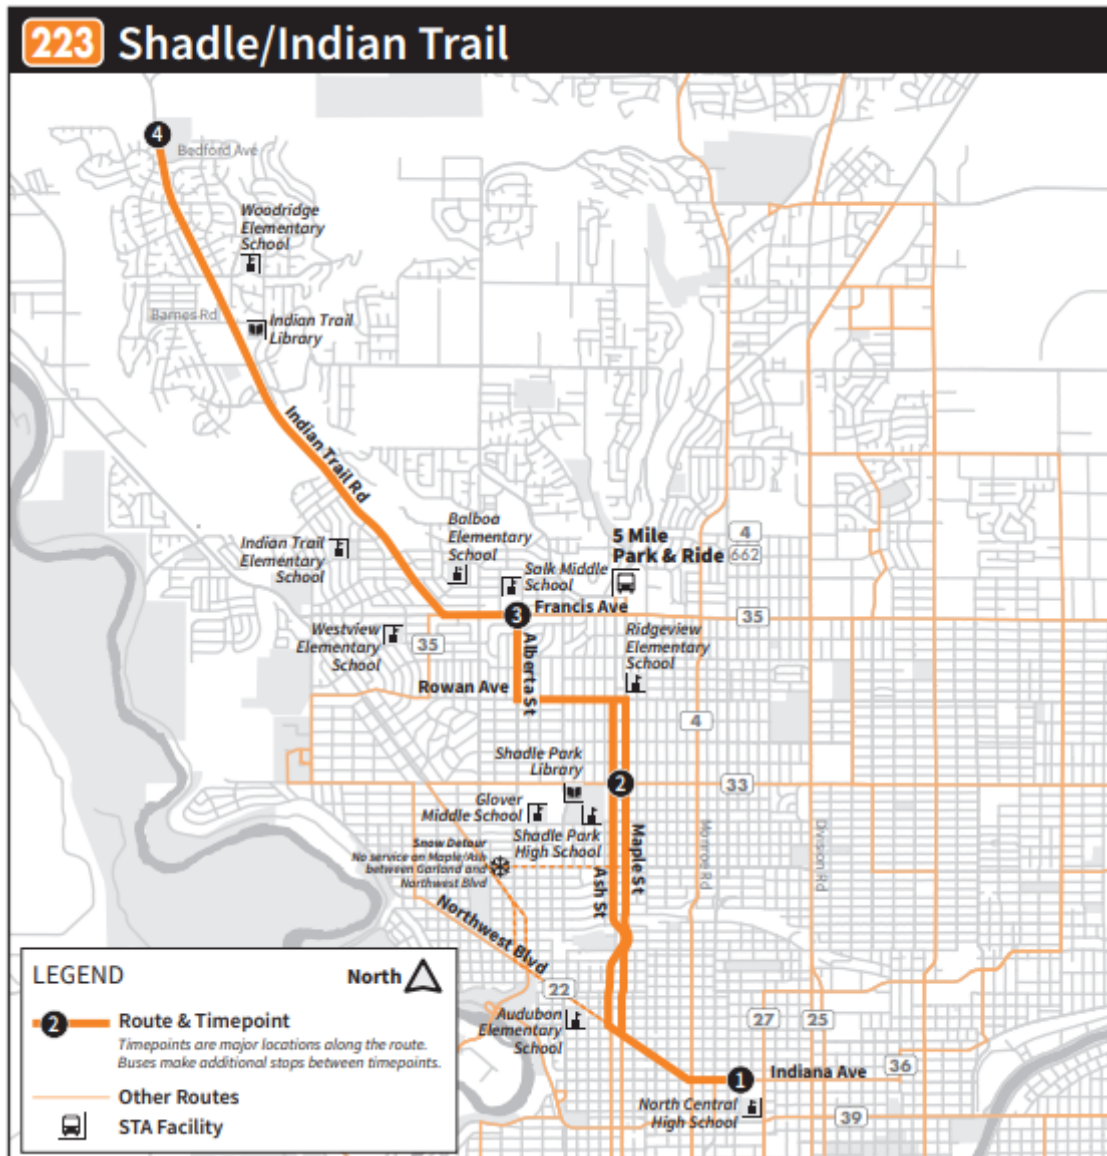 223 Shadle/Indian Trail
4
Bedford Ave
Woodridge
Elementary
School
Barnes Rd
Indian Trail
Library
Indian Trail Rd
Balboa
Elementary
School
Indian Trail
Elementary
School
Salk Middle
School
5 Mile
Park & Ride
4
662
3
Francis Ave
35
Westview
Elementary
School
35
Alberta St
Ridgeview
Elementary
School
Rowan Ave
4
Shadle Park
Library
2
33
Glover
Middle School
Shadle Park
High School
Snow Detour
No service on Maple/Ash
between Garland and
Northwest Blvd
Maple St
Ash St
Monroe Rd
Division Rd
Northwest Blvd
22
Audubon
Elementary
School
27
25
1
Indiana Ave
36
North Central
High School
39
LEGEND
North
2
Route & Timepoint
Timepoints are major locations along the route.
Buses make additional stops between timepoints.
Other Routes
STA Facility